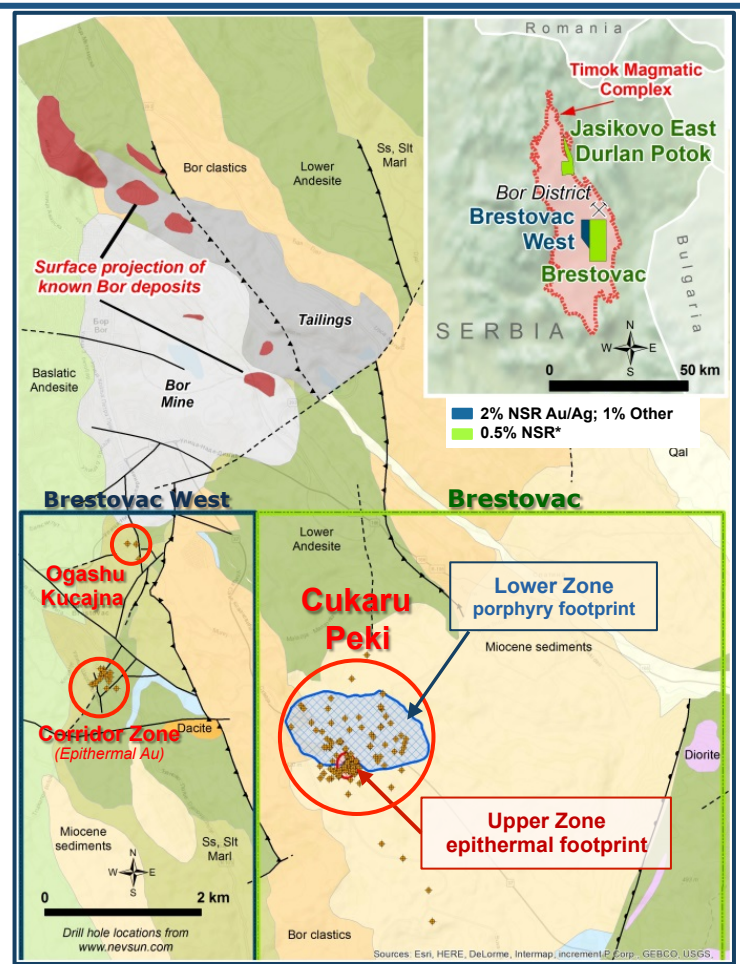 Romania
Timok Magmatic
Complex
Jasikovo East
Durlan Potok
Bor District
Brestovac
West
Brestovac
Bulgaria
SERBIA
N
W
E
S
0
50 km
2% NSR Au/Ag; 1% Other
0.5% NSR*
Bor clastics
Lower
Andesite
Ss, Slt
Marl
Surface projection of
known Bor deposits
Tailings
Бор
Bor
Baslatic
Andesite
Bor
Mine
Qal
Brestovac West
Brestovac
Ogashu
Kucajna
Lower
Andesite
Cukaru
Peki
Lower Zone
porphyry footprint
Miocene sediments
Corridor Zone
(Epithermal Au)
Dacite
Diorite
Upper Zone
epithermal footprint
Miocene
sediments
Ss, Slt
Marl
N
W
E
S
0
2 km
Drill hole locations from
www.nevsun.com
Bor clastics
Sources: Esri, HERE, DeLorme, Intermap, increment P Corp., GEBCO, USGS,